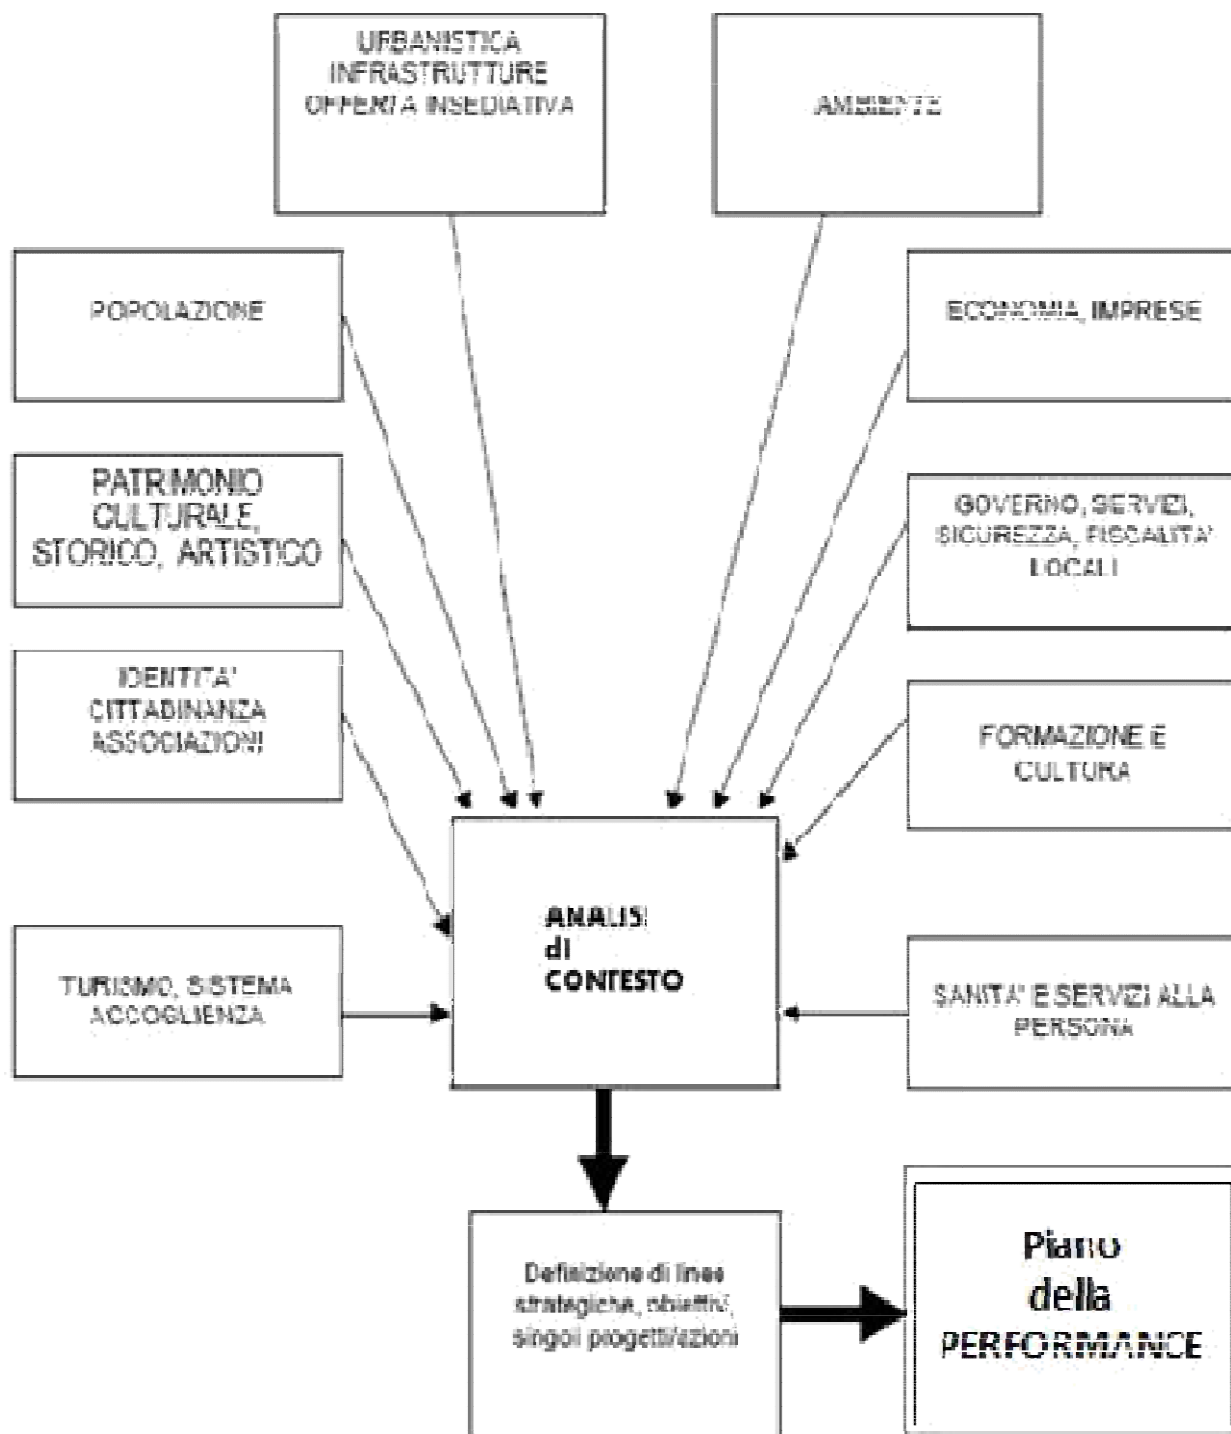 URBANISTICA
INFRASTRUTTURE
OFFERTA INSEDIATIVA
AMBIENTE
POPOLAZIONE
ECONOMIA, IMPRESE
PATRIMONIO
CULTURALE,
STORICO, ARTISTICO
GOVERNO, SERVIZI,
SICUREZZA, FISCALITA'
LOCALI
IDENTITA'
CITTADINANZA
ASSOCIAZIONI
FORMAZIONE E
CULTURA
ANALISI
di
CONTESTO
TURISMO, SISTEMA
ACCOGLIENZA
SANITA' E SERVIZI ALLA
PERSONA
Definizione di linee
strategiche, obiettivi,
singoli progetti/azioni
Piano
della
PERFORMANCE